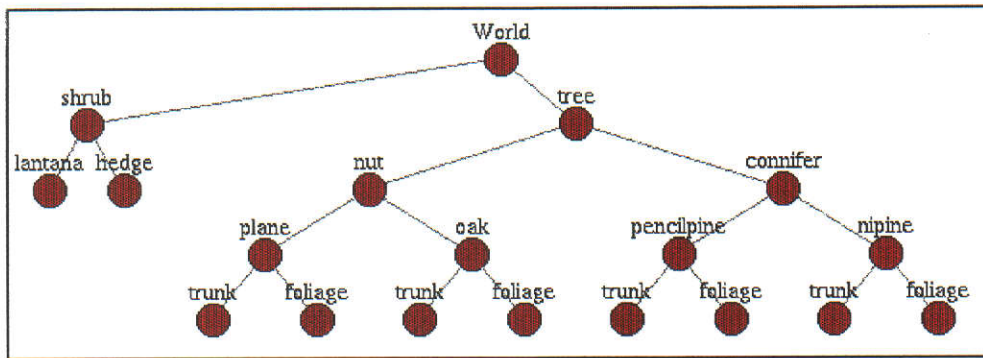 World
shrub
tree
lantana hedge
nut
connifer
plane
oak
pencilpine
nipine
trunk
foliage
trunk
foliage
trunk
foliage
trunk
foliage